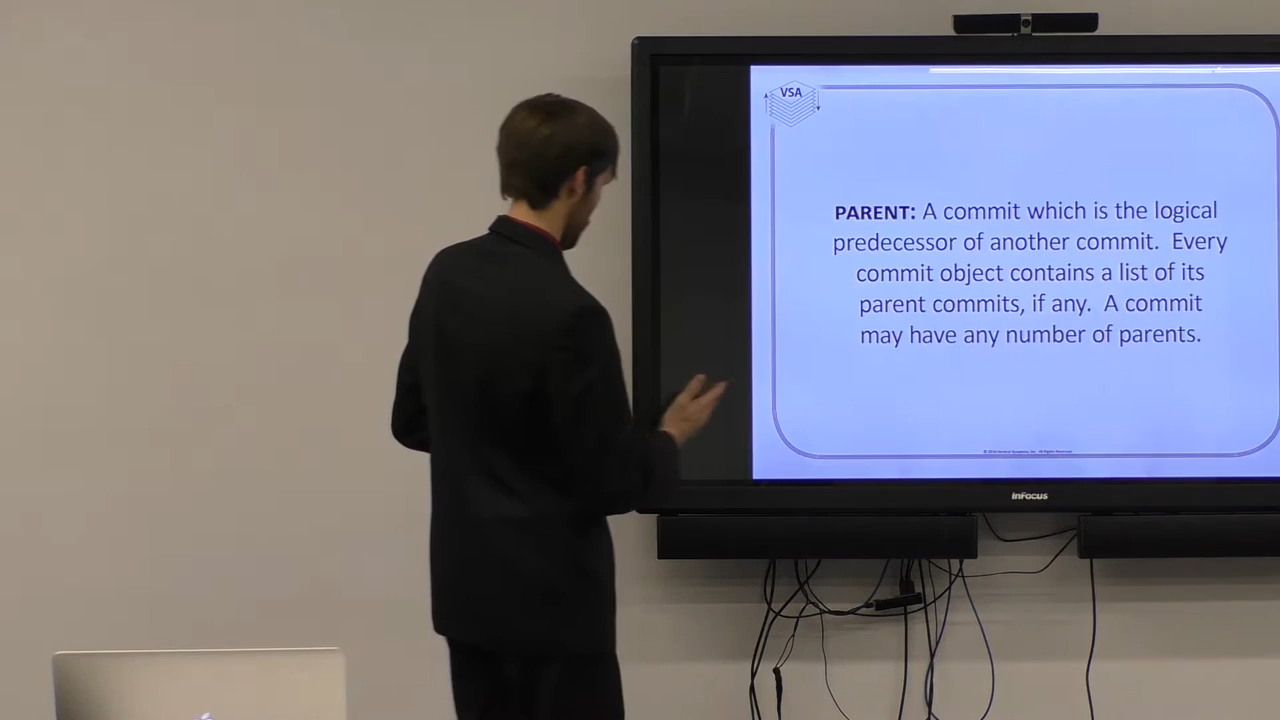 VSA
PARENT: A commit which is the logical
predecessor of another commit. Every
commit object contains a list of its
parent commits, if any. A commit
may have any number of parents.
InFocus